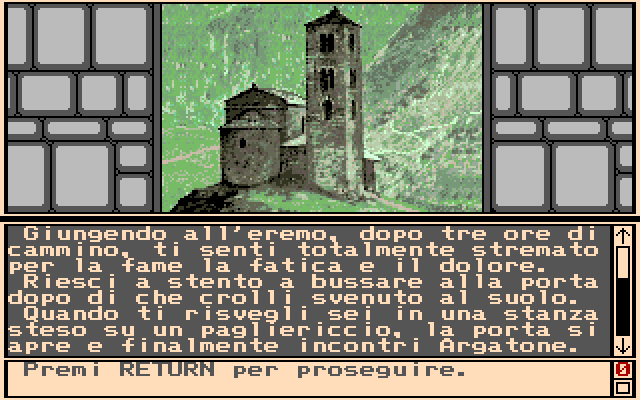 Giungendo all'eremo, dopo tre ore di
cammino, ti senti totalmente stremato
per la fame la fatica e il dolore.
Riesci a stento a bussare alla porta
dopo di che crolli svenuto al suolo.
Quando ti risvegli sei in una stanza
steso su un pagliericcio, la porta si
apre e finalmente incontri Argatone.
Premi RETURN per proseguire.
0